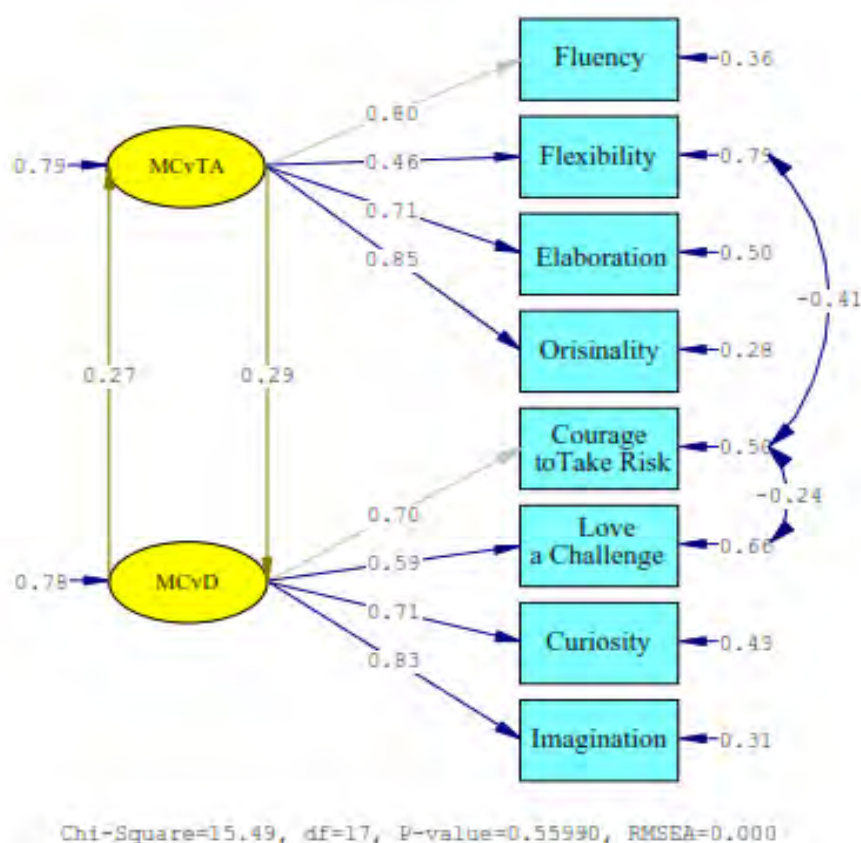 Fluency
0.36
0.80
0.79
MCvTA
0.46
Flexibility
0.79
0.71
Elaboration
0.50
0.85
-0.41
Orisinality
0.28
0.27
0.29
Courage
toTake Risk
0.50
0.70
-0.24
Love
a Challenge
0.66
0.59
0.78
MCvD
0.71
Curiosity
0.49
0.83
Imagination
0.31
Chi-Square=15.49, df=17, P-value=0.55990, RMSEA=0.000